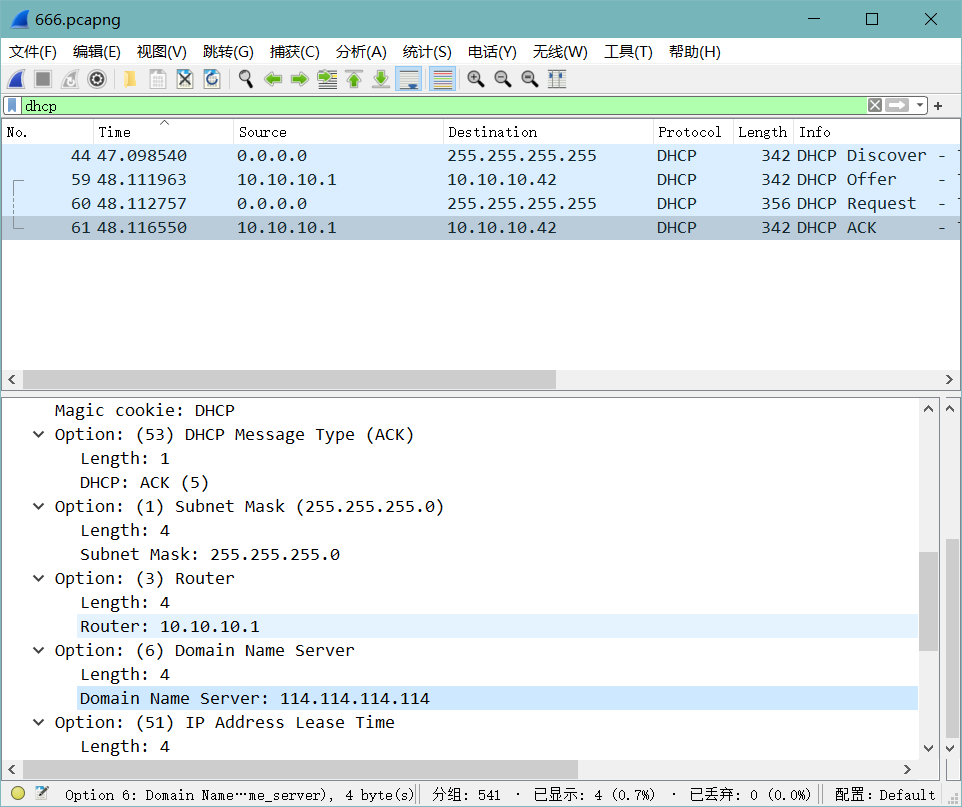 666.pcapng
文件(F) 编辑(E) 视图(V) 跳转(G) 捕获(C) 分析(A) 统计(S) 电话(Y) 无线(W) 工具(T) 帮助(H)
dhcp
No. Time Source Destination Protocol Length Info
44 47.098540 0.0.0.0 255.255.255.255 DHCP 342 DHCP Discover -
59 48.111963 10.10.10.1 10.10.10.42 DHCP 342 DHCP Offer -
60 48.112757 0.0.0.0 255.255.255.255 DHCP 356 DHCP Request -
61 48.116550 10.10.10.1 10.10.10.42 DHCP 342 DHCP ACK -
Magic cookie: DHCP
Option: (53) DHCP Message Type (ACK)
Length: 1
DHCP: ACK (5)
Option: (1) Subnet Mask (255.255.255.0)
Length: 4
Subnet Mask: 255.255.255.0
Option: (3) Router
Length: 4
Router: 10.10.10.1
Option: (6) Domain Name Server
Length: 4
Domain Name Server: 114.114.114.114
Option: (51) IP Address Lease Time
Length: 4
Option 6: Domain Name…me_server), 4 byte(s) 分组: 541 · 已显示: 4 (0.7%) · 已丢弃: 0 (0.0%) 配置: Default